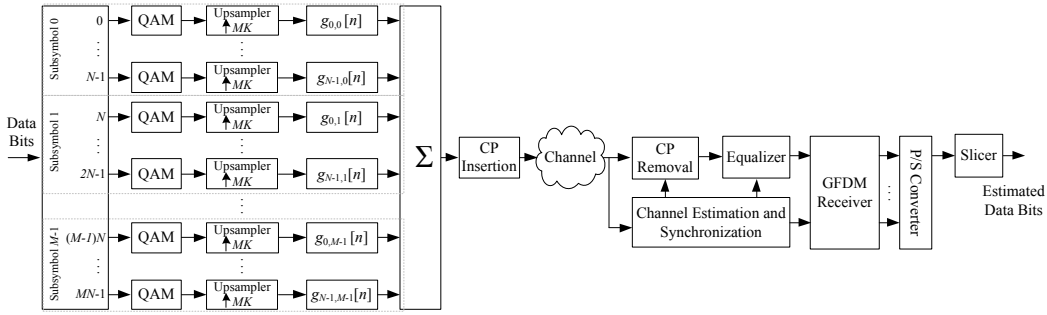 Data
Bits
Subsymbol 0
0
QAM
Upsampler
MK
g0,0[n]
N-1
QAM
Upsampler
MK
gN-1,0[n]
Subsymbol 1
N
QAM
Upsampler
MK
g0,1[n]
2N-1
QAM
Upsampler
MK
gN-1,1[n]
Subsymbol M-1
(M-1)N
QAM
Upsampler
MK
g0,M-1[n]
MN-1
QAM
Upsampler
MK
gN-1,M-1[n]
Σ
CP
Insertion
Channel
CP
Removal
Equalizer
Channel Estimation and
Synchronization
GFDM
Receiver
P/S Converter
Slicer
Estimated
Data Bits